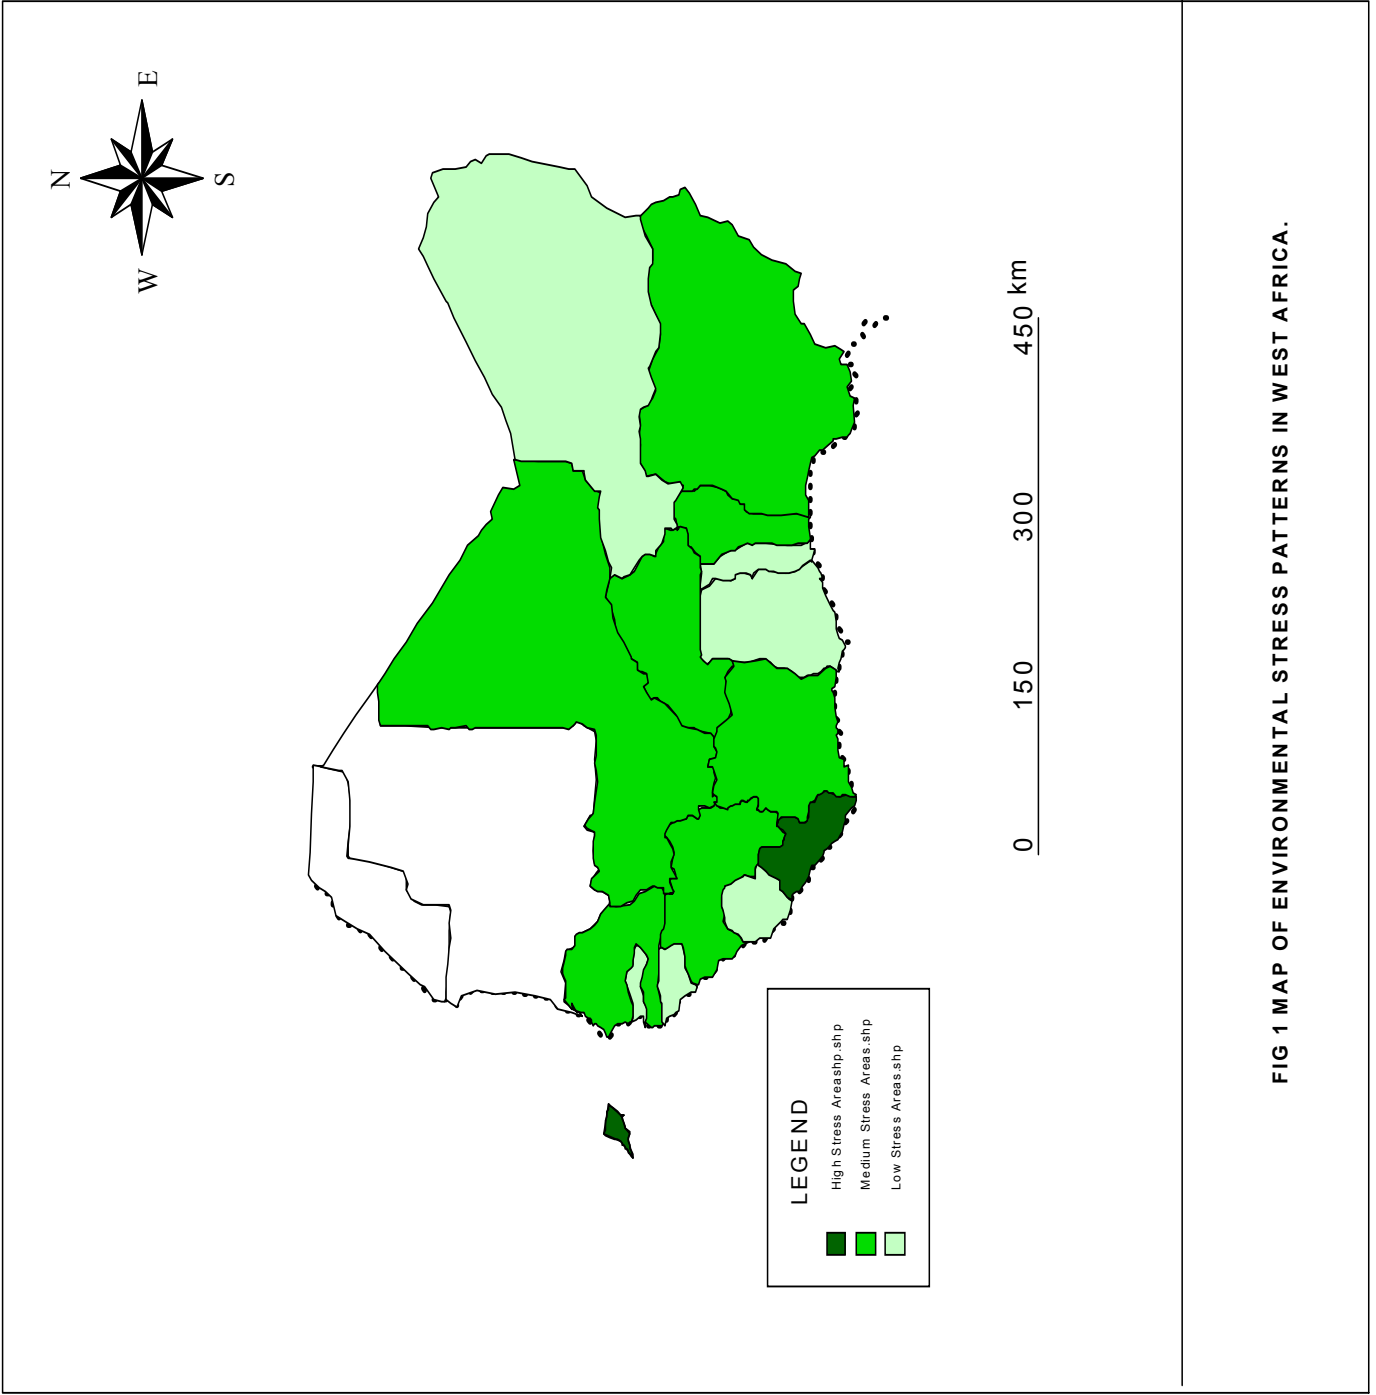 N
E
S
W
0 150 300 450 km
LEGEND
High Stress Areashp.shp
Medium Stress Areas.shp
Low Stress Areas.shp
FIG 1 MAP OF ENVIRONMENTAL STRESS PATTERNS IN WEST AFRICA.